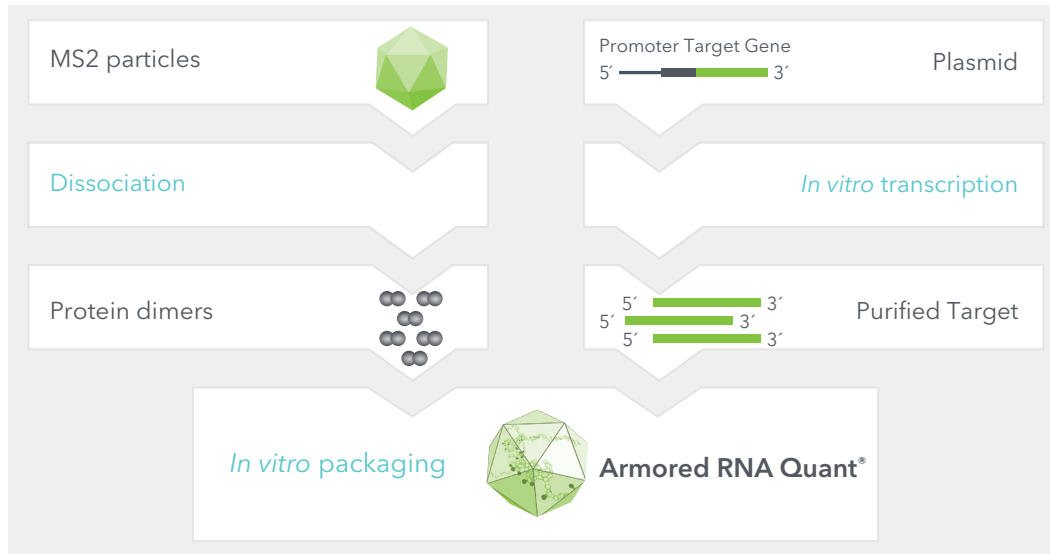 MS2 particles
Promoter Target Gene
5´ 3´
Plasmid
Dissociation
In vitro transcription
Protein dimers
5´ 3´
5´ 3´
5´ 3´
Purified Target
In vitro packaging
Armored RNA Quant®